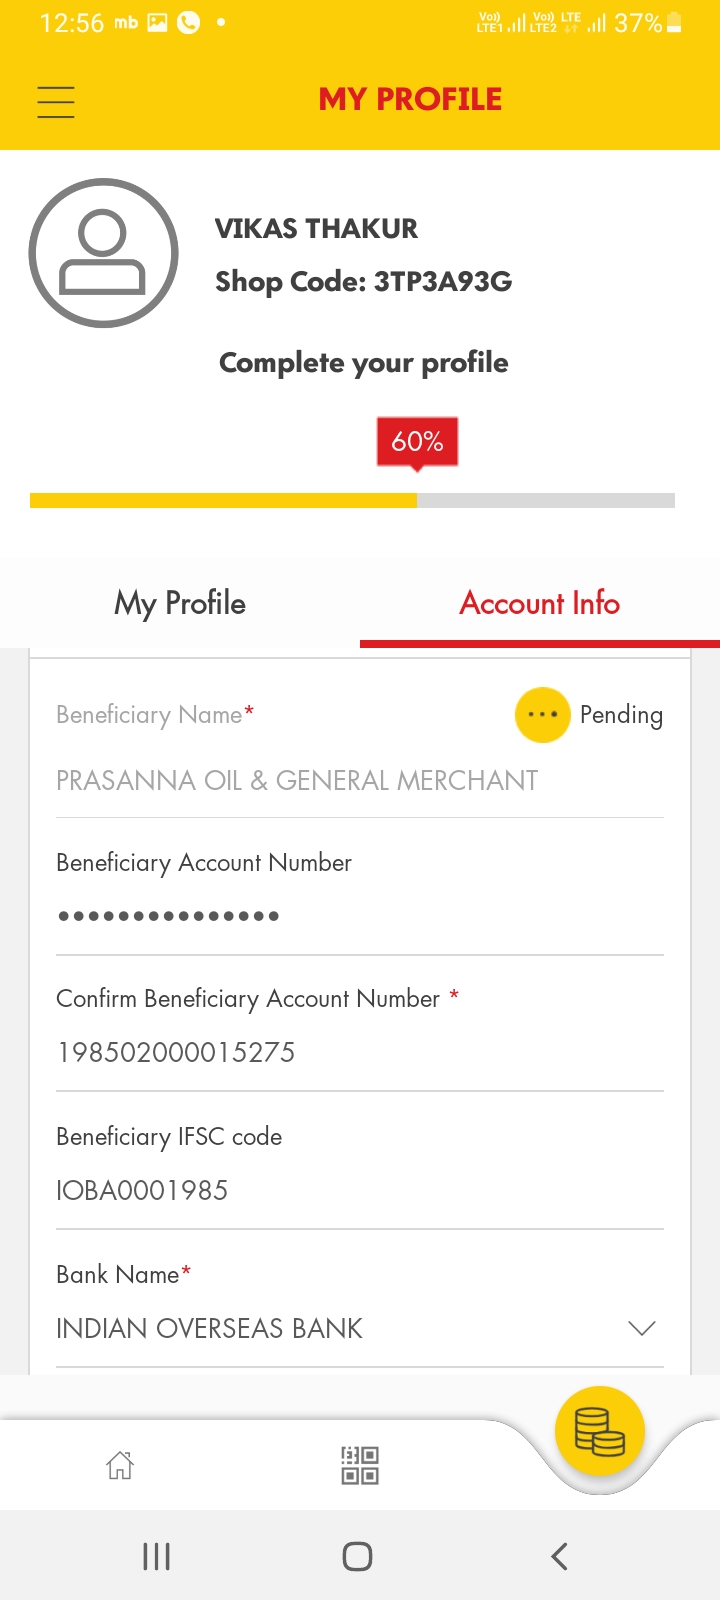 12:56 mb Vo) LTE1 Vo) LTE2 LTE 37%
MY PROFILE
VIKAS THAKUR
Shop Code: 3TP3A93G
Complete your profile
60%
My Profile Account Info
Beneficiary Name* Pending
PRASANNA OIL & GENERAL MERCHANT
Beneficiary Account Number
•••••••••••••••
Confirm Beneficiary Account Number *
198502000015275
Beneficiary IFSC code
IOBA0001985
Bank Name*
INDIAN OVERSEAS BANK